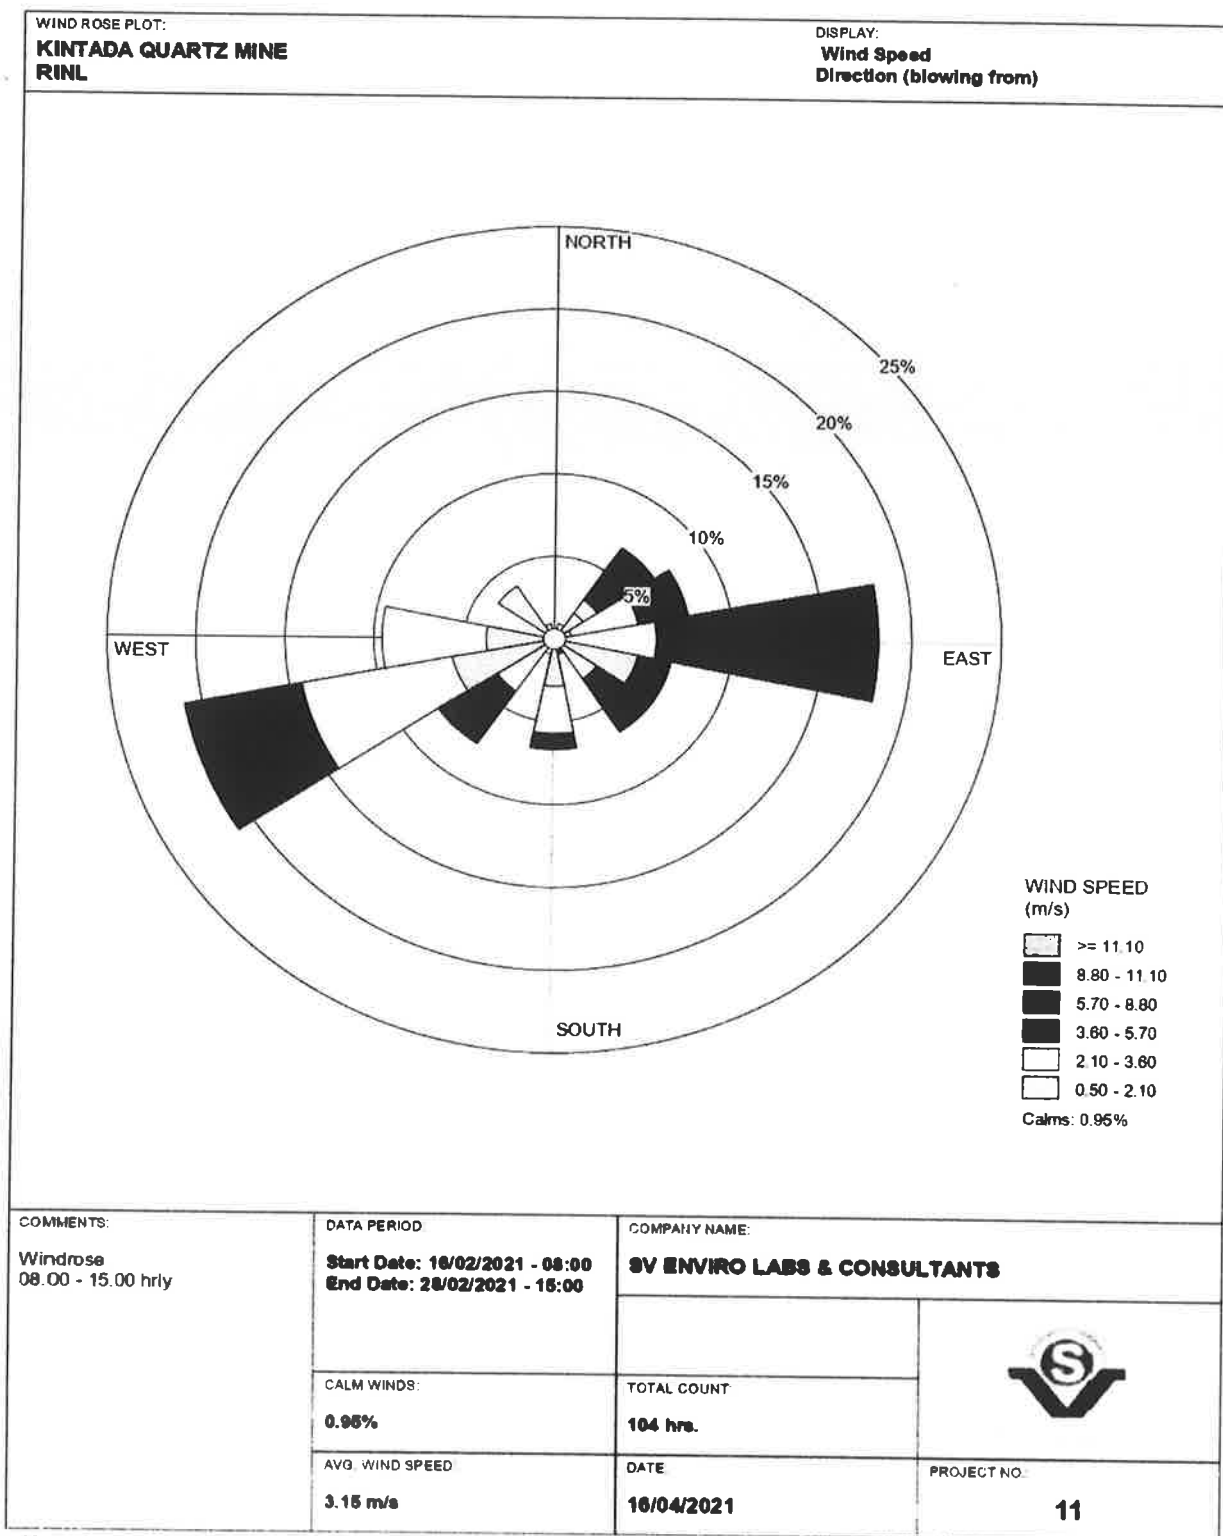 WIND ROSE PLOT:
KINTADA QUARTZ MINE
RINL
DISPLAY:
Wind Speed
Direction (blowing from)
NORTH
25%
20%
15%
10%
5%
WEST
EAST
SOUTH
WIND SPEED
(m/s)
>= 11.10
8.80 - 11.10
5.70 - 8.80
3.60 - 5.70
2.10 - 3.60
0.50 - 2.10
Calms: 0.95%
COMMENTS:
Windrose
08.00 - 15.00 hrly
DATA PERIOD:
Start Date: 16/02/2021 - 08:00
End Date: 28/02/2021 - 15:00
COMPANY NAME:
SV ENVIRO LABS & CONSULTANTS
CALM WINDS:
0.95%
TOTAL COUNT:
104 hrs.
S
V
AVG. WIND SPEED:
3.15 m/s
DATE:
16/04/2021
PROJECT NO.:
11